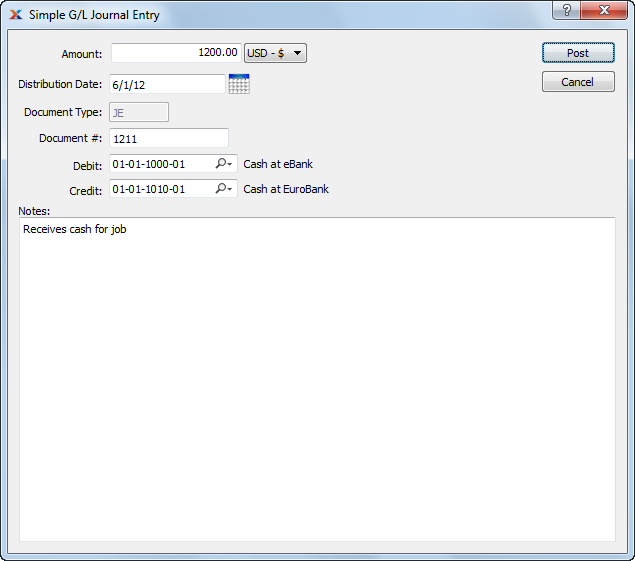 Simple G/L Journal Entry
?
Amount: 1200.00 USD - $ Post
Distribution Date: 6/1/12 Cancel
Document Type: JE
Document #: 1211
Debit: 01-01-1000-01 Cash at eBank
Credit: 01-01-1010-01 Cash at EuroBank
Notes:
Receives cash for job